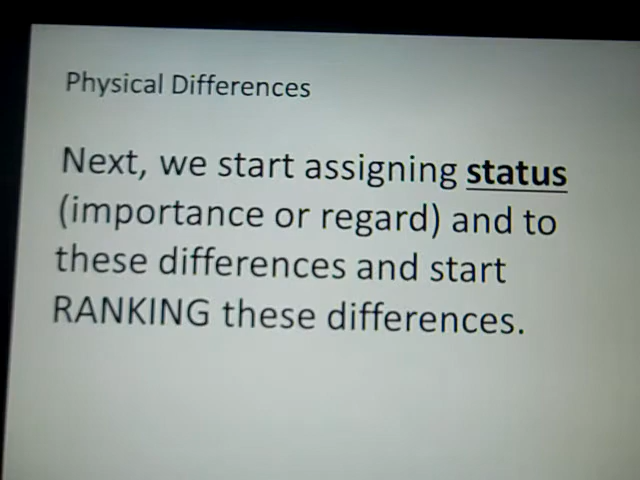 Physical Differences
Next, we start assigning status
(importance or regard) and to
these differences and start
RANKING these differences.